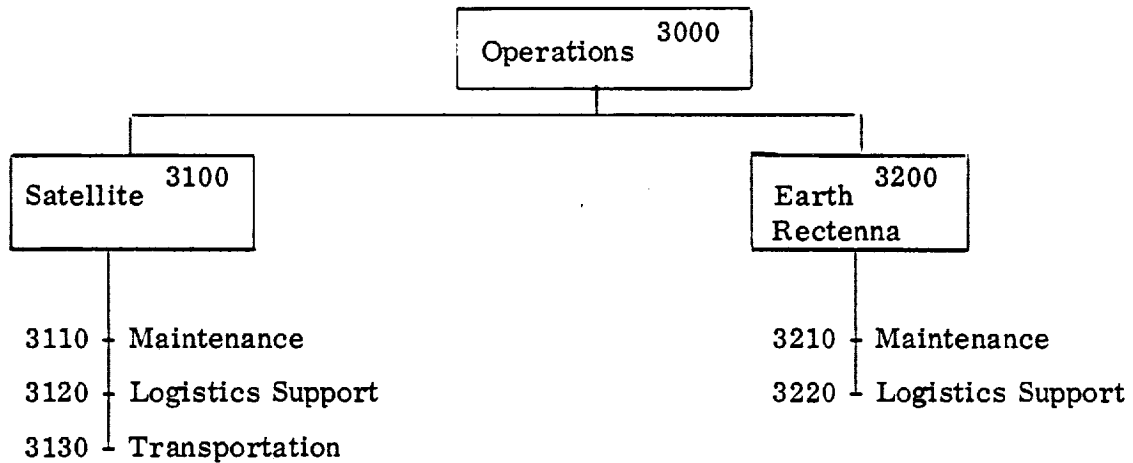 3000
Operations
3100
Satellite
3200
Earth
Rectenna
3110 Maintenance
3120 Logistics Support
3130 Transportation
3210 Maintenance
3220 Logistics Support